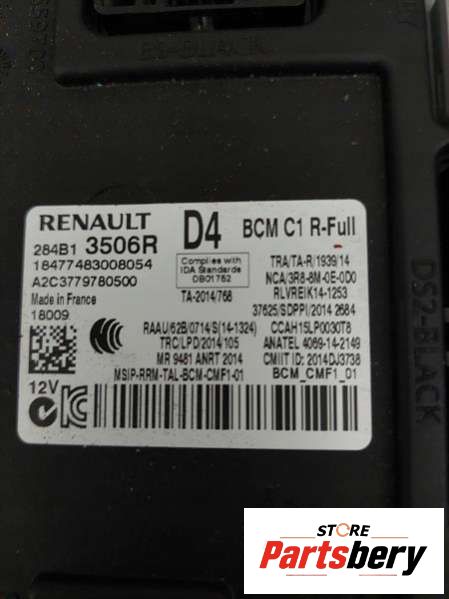 RENAULT D4 BCM C1 R-Full
284B1 3506R
18477483008054
A2C3779780500
Made in France
18009
Complies with
IDA Standards
DB01752
TA-2014/768
TRA/TA-R/1939/14
NCA/3R8-8M-0E-0D0
RLVREIK14-1253
37625/SDPPI/2014 2684
RAAU/62B/0714/S(14-1324)
CCAH15LP0030T8
TRC/LPD/2014/105
ANATEL 4069-14-2149
MR 9481 ANRT 2014
CMIIT ID: 2014DJ3738
MSIP-RRM-TAL-BCM-CMF1-01
BCM_CMF1_01
12V
DS2-BLACK
STORE
Partsbery